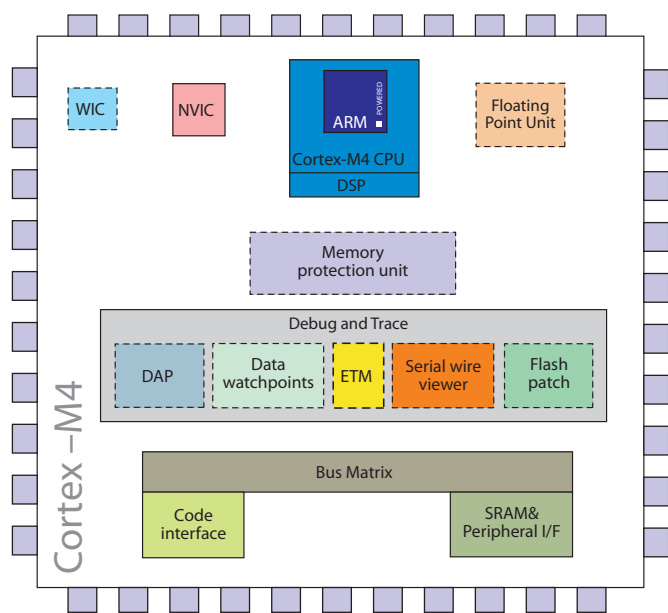 WIC
NVIC
ARM
POWERED
Cortex-M4 CPU
DSP
Floating
Point Unit
Memory
protection unit
Debug and Trace
DAP
Data
watchpoints
ETM
Serial wire
viewer
Flash
patch
Bus Matrix
Code
interface
SRAM&
Peripheral I/F
Cortex –M4